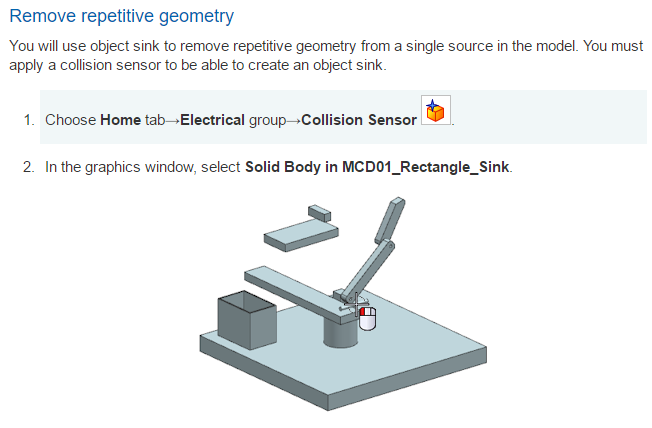 Remove repetitive geometry
You will use object sink to remove repetitive geometry from a single source in the model. You must
apply a collision sensor to be able to create an object sink.
1. Choose Home tab→Electrical group→Collision Sensor .
2. In the graphics window, select Solid Body in MCD01_Rectangle_Sink.